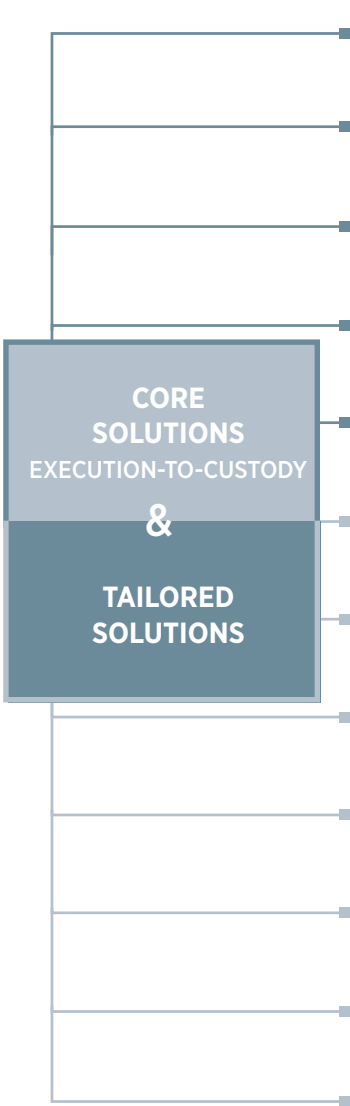 CORE
SOLUTIONS
EXECUTION-TO-CUSTODY
&
TAILORED
SOLUTIONS